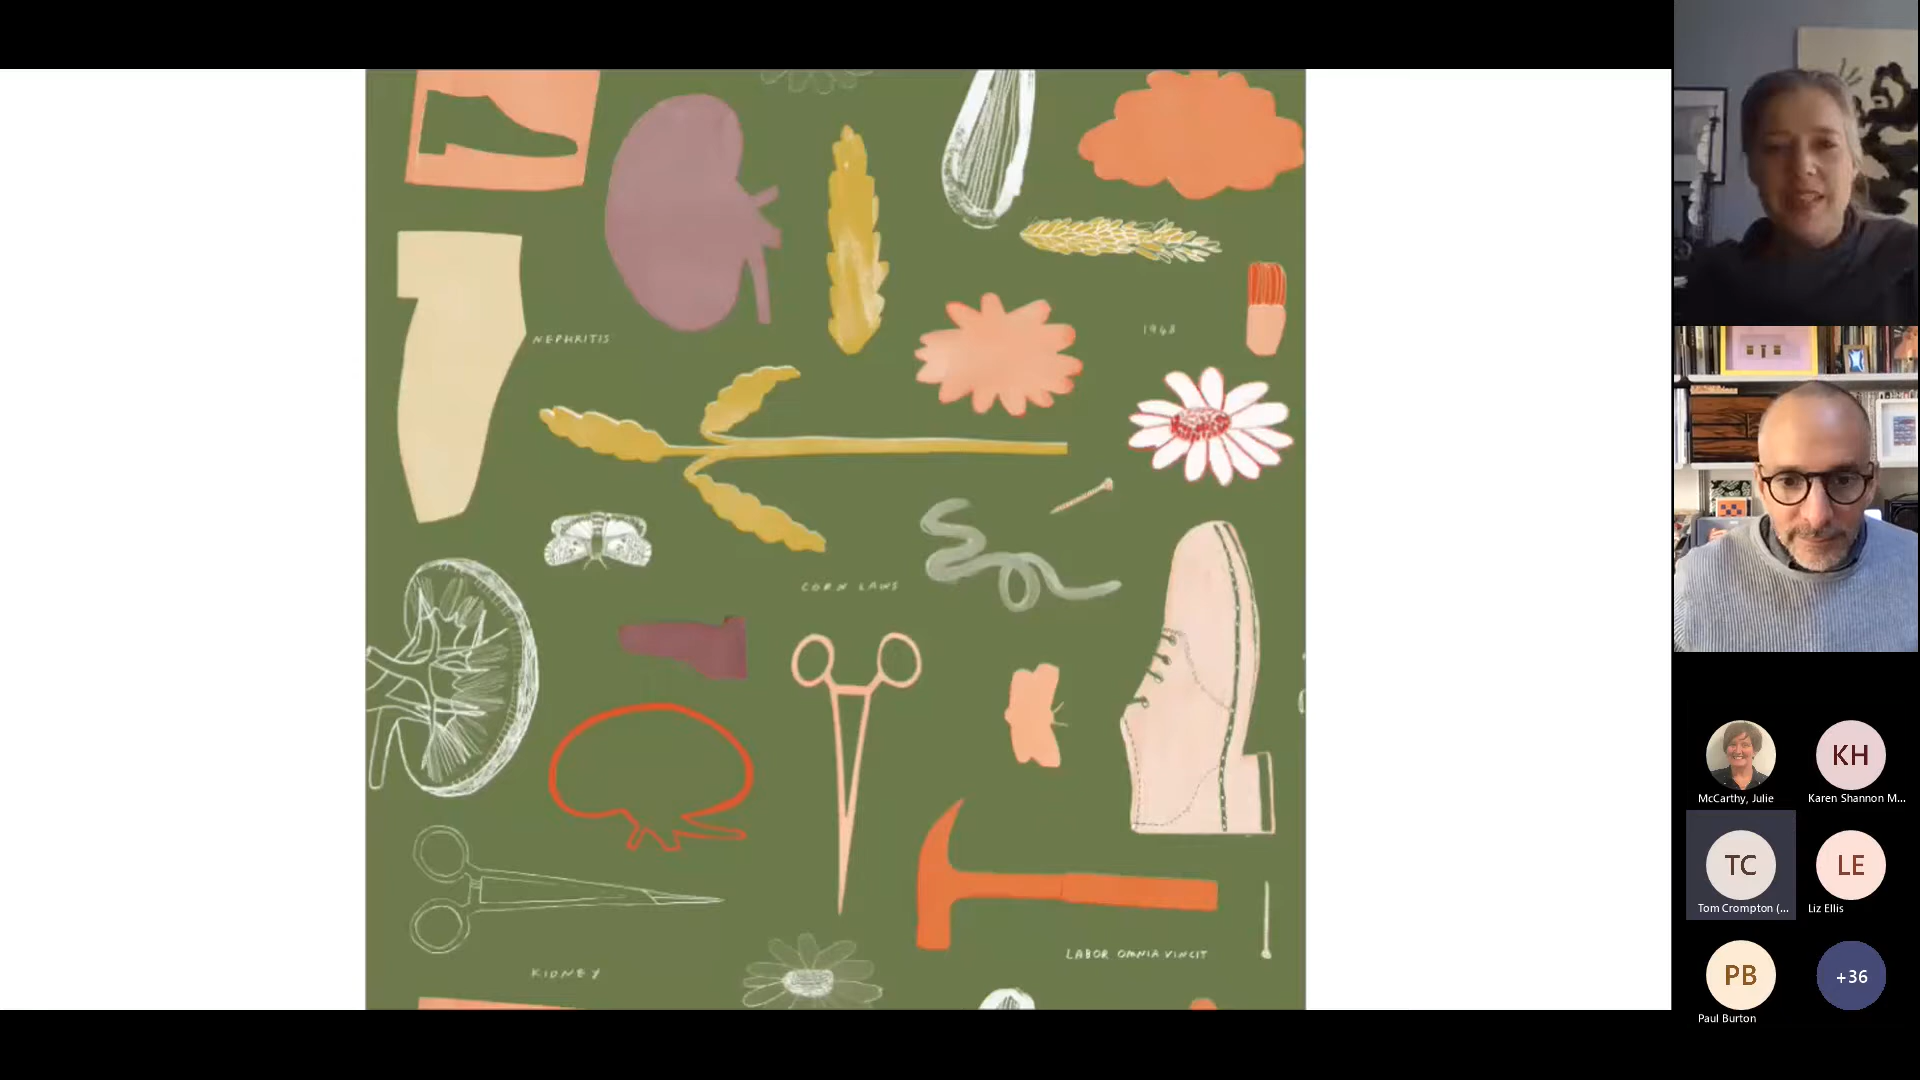 NEPHRITIS
1948
CORN LAWS
LABOR OMNIA VINCIT
KIDNEY
McCarthy, Julie
KH
Karen Shannon M...
TC
Tom Crompton (...
LE
Liz Ellis
PB
Paul Burton
+36